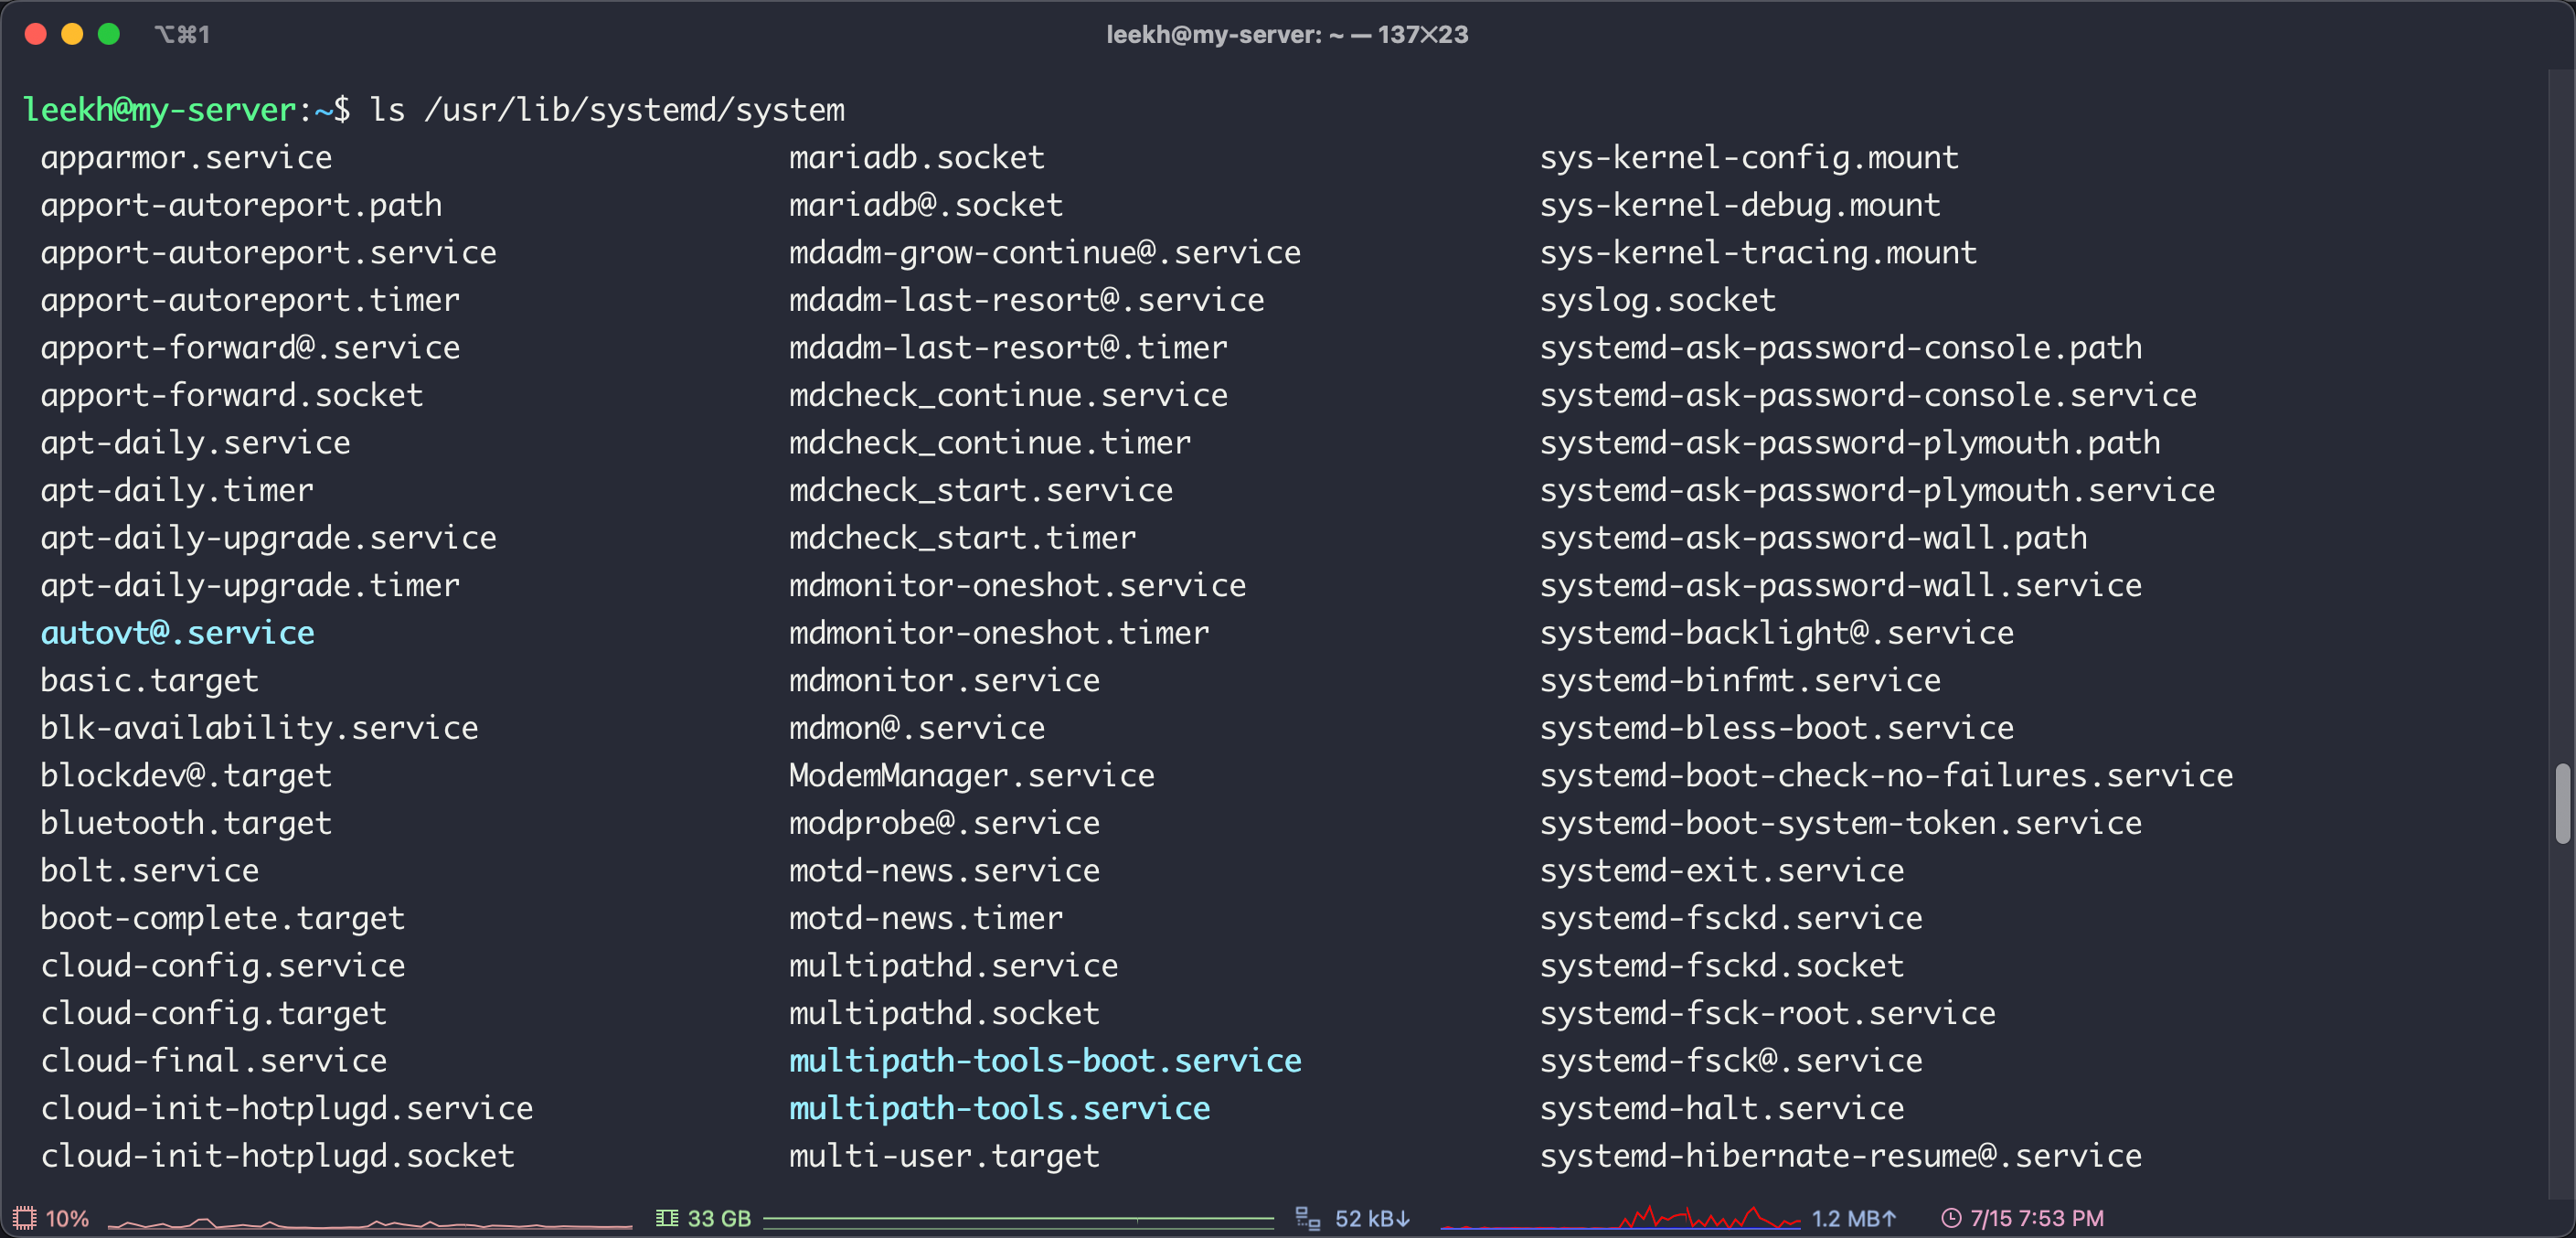 ⌥⌘1 leekh@my-server: ~ — 137×23
leekh@my-server:~$ ls /usr/lib/systemd/system
apparmor.service mariadb.socket sys-kernel-config.mount
apport-autoreport.path mariadb@.socket sys-kernel-debug.mount
apport-autoreport.service mdadm-grow-continue@.service sys-kernel-tracing.mount
apport-autoreport.timer mdadm-last-resort@.service syslog.socket
apport-forward@.service mdadm-last-resort@.timer systemd-ask-password-console.path
apport-forward.socket mdcheck_continue.service systemd-ask-password-console.service
apt-daily.service mdcheck_continue.timer systemd-ask-password-plymouth.path
apt-daily.timer mdcheck_start.service systemd-ask-password-plymouth.service
apt-daily-upgrade.service mdcheck_start.timer systemd-ask-password-wall.path
apt-daily-upgrade.timer mdmonitor-oneshot.service systemd-ask-password-wall.service
autovt@.service mdmonitor-oneshot.timer systemd-backlight@.service
basic.target mdmonitor.service systemd-binfmt.service
blk-availability.service mdmon@.service systemd-bless-boot.service
blockdev@.target ModemManager.service systemd-boot-check-no-failures.service
bluetooth.target modprobe@.service systemd-boot-system-token.service
bolt.service motd-news.service systemd-exit.service
boot-complete.target motd-news.timer systemd-fsckd.service
cloud-config.service multipathd.service systemd-fsckd.socket
cloud-config.target multipathd.socket systemd-fsck-root.service
cloud-final.service multipath-tools-boot.service systemd-fsck@.service
cloud-init-hotplugd.service multipath-tools.service systemd-halt.service
cloud-init-hotplugd.socket multi-user.target systemd-hibernate-resume@.service
10% 33 GB 52 kB↓ 1.2 MB↑ 7/15 7:53 PM